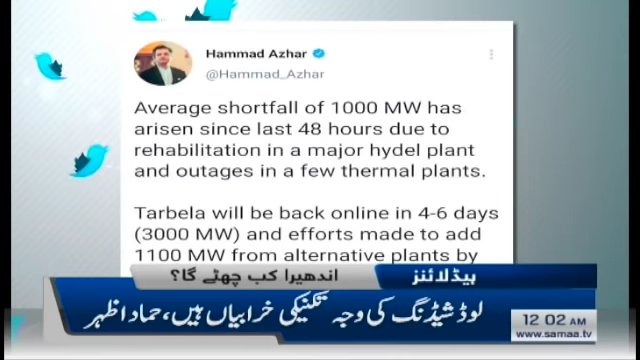 Hammad Azhar
@Hammad_Azhar
Average shortfall of 1000 MW has
arisen since last 48 hours due to
rehabilitation in a major hydel plant
and outages in a few thermal plants.
Tarbela will be back online in 4-6 days
(3000 MW) and efforts made to add
1100 MW from alternative plants by
ہیڈلائنز
اندھیرا کب چھٹے گا؟
لوڈشیڈنگ کی وجہ تکنیکی خرابیاں ہیں، حماد اظہر
12 02 AM
www.samaa.tv